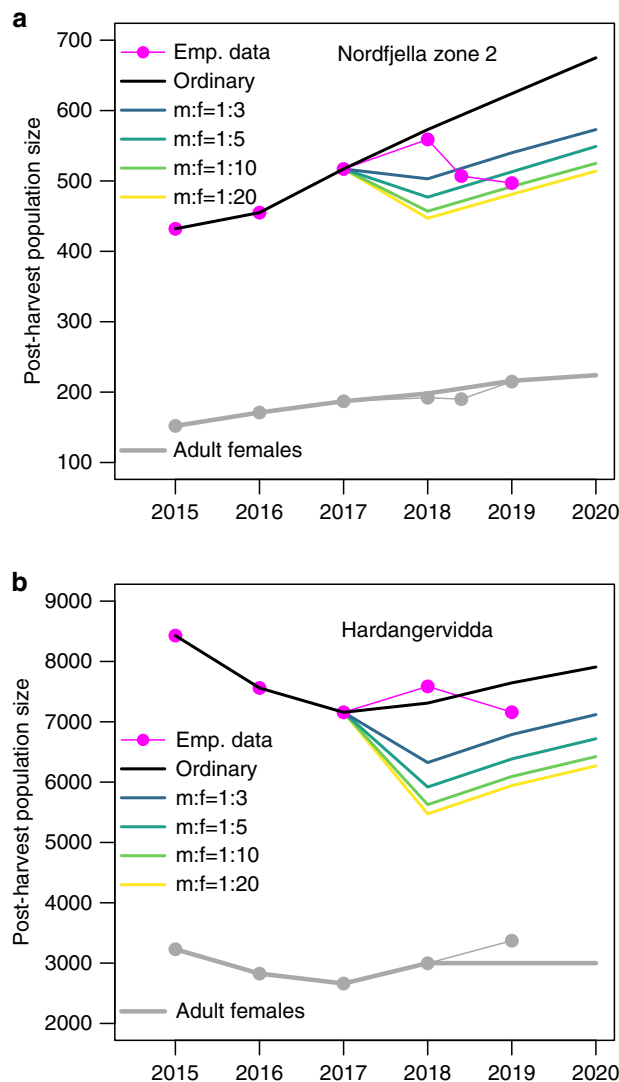 a
700
600
500
400
300
200
100
Post-harvest population size
Nordfjella zone 2
Emp. data
Ordinary
m:f=1:3
m:f=1:5
m:f=1:10
m:f=1:20
Adult females
2015 2016 2017 2018 2019 2020
b
9000
8000
7000
6000
5000
4000
3000
2000
Post-harvest population size
Hardangervidda
Emp. data
Ordinary
m:f=1:3
m:f=1:5
m:f=1:10
m:f=1:20
Adult females
2015 2016 2017 2018 2019 2020